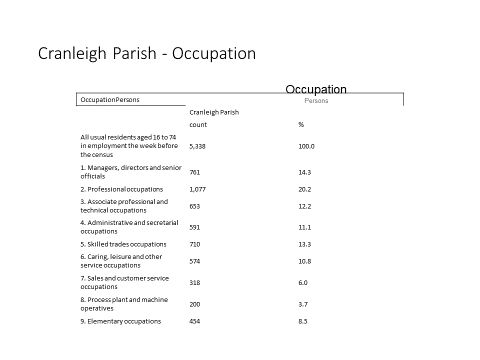 Cranleigh Parish - Occupation
Occupation
OccupationPersons
Persons
Cranleigh Parish
count %
All usual residents aged 16 to 74
in employment the week before
the census
5,338 100.0
1. Managers, directors and senior
officials
761 14.3
2. Professional occupations 1,077 20.2
3. Associate professional and
technical occupations
653 12.2
4. Administrative and secretarial
occupations
591 11.1
5. Skilled trades occupations 710 13.3
6. Caring, leisure and other
service occupations
574 10.8
7. Sales and customer service
occupations
318 6.0
8. Process plant and machine
operatives
200 3.7
9. Elementary occupations 454 8.5